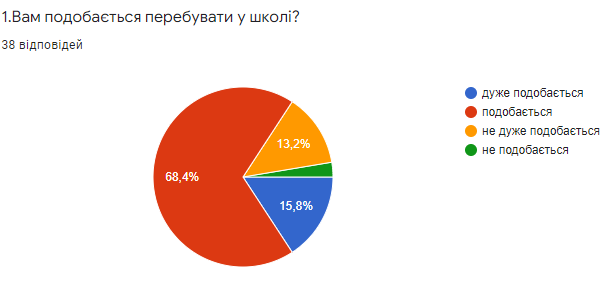 1.Вам подобається перебувати у школі?
38 відповідей
дуже подобається
подобається
не дуже подобається
не подобається
13,2%
68,4%
15,8%